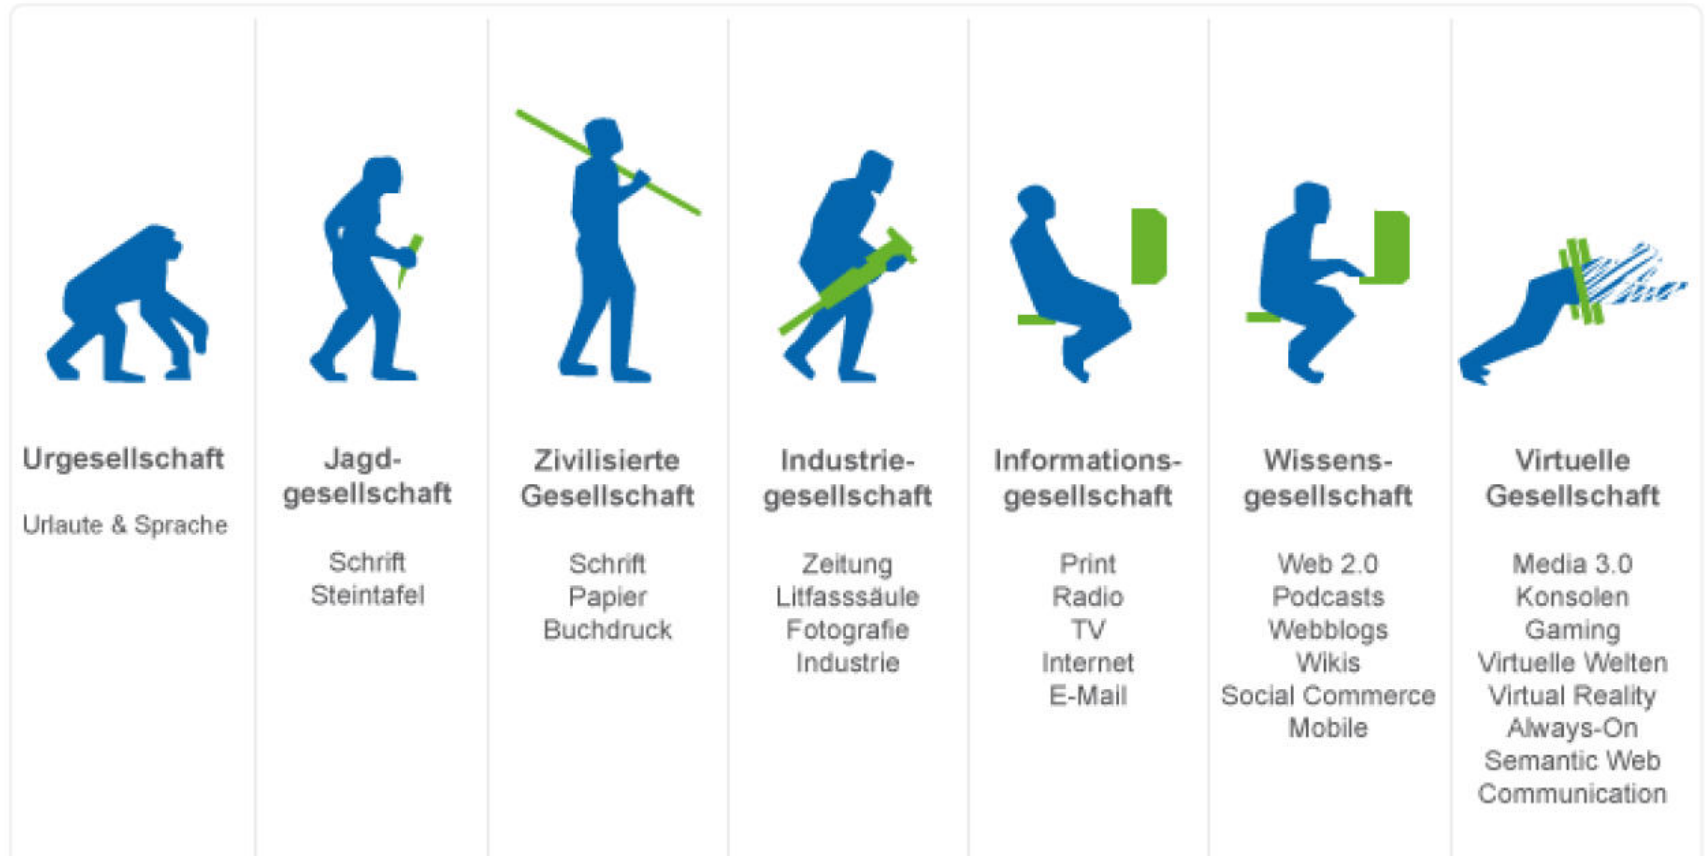 Urgesellschaft
Urlaute & Sprache
Jagd-
gesellschaft
Schrift
Steintafel
Zivilisierte
Gesellschaft
Schrift
Papier
Buchdruck
Industrie-
gesellschaft
Zeitung
Litfasssäule
Fotografie
Industrie
Informations-
gesellschaft
Print
Radio
TV
Internet
E-Mail
Wissens-
gesellschaft
Web 2.0
Podcasts
Webblogs
Wikis
Social Commerce
Mobile
Virtuelle
Gesellschaft
Media 3.0
Konsolen
Gaming
Virtuelle Welten
Virtual Reality
Always-On
Semantic Web
Communication